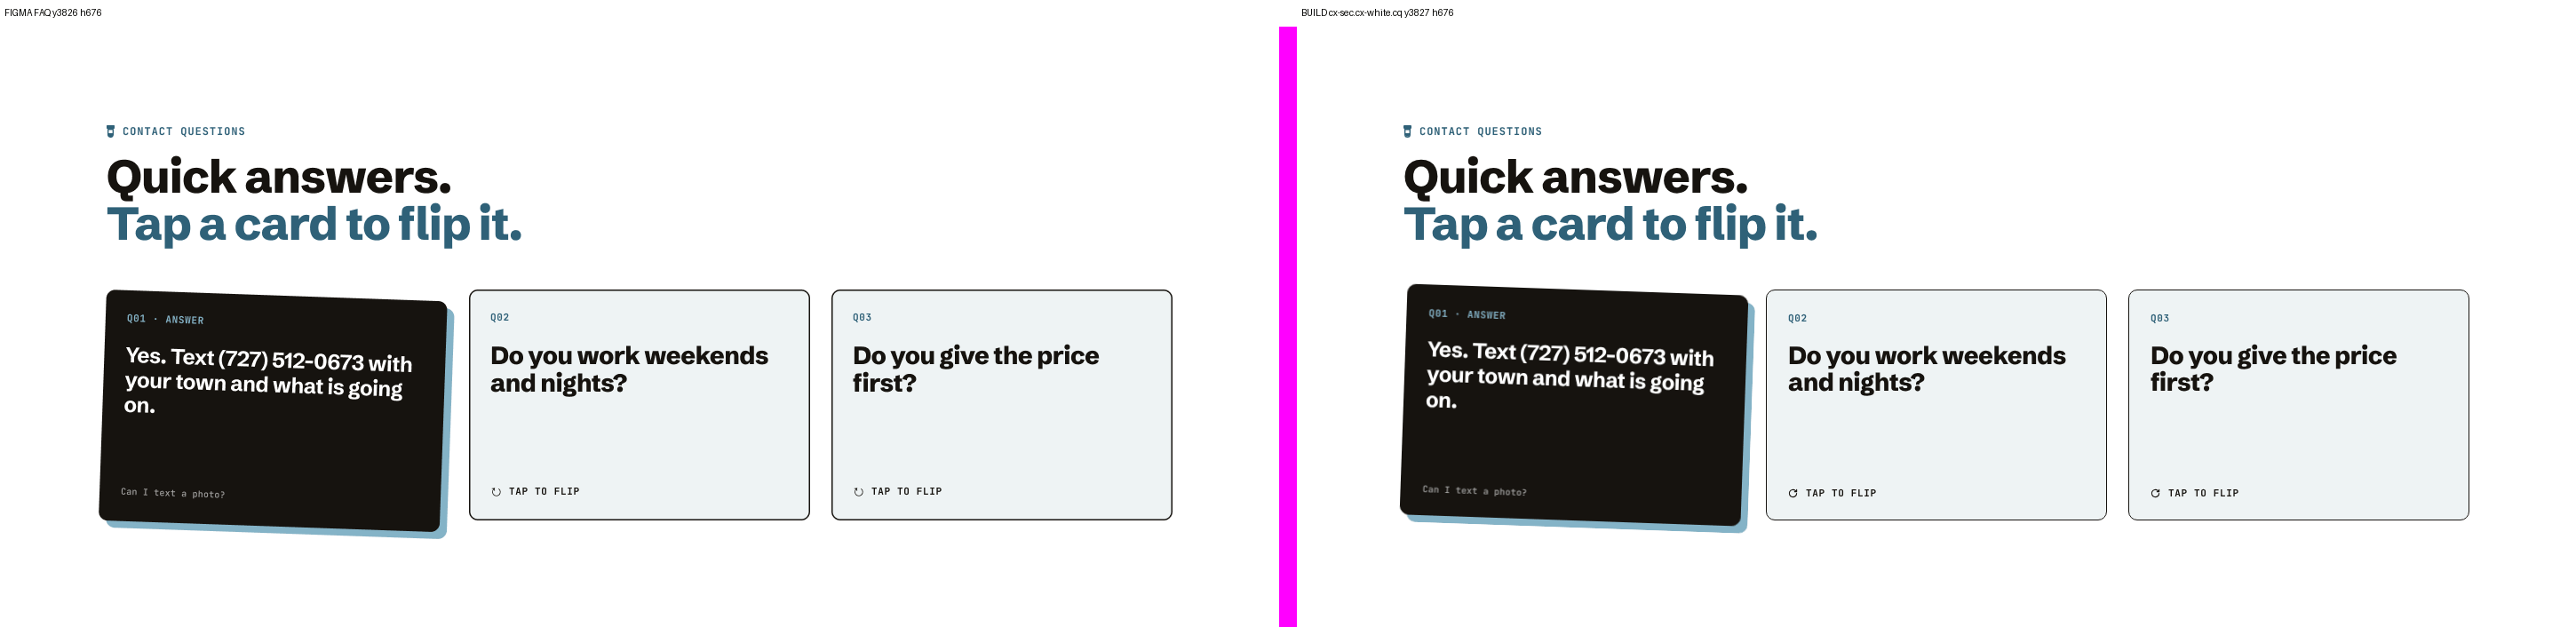 FIGMA FAQ y3826 h676
BUILD cx-sec.cx-white.cq y3827 h676
CONTACT QUESTIONS
Quick answers.
Tap a card to flip it.
Q01 · ANSWER
Yes. Text (727) 512-0673 with
your town and what is going
on.
Can I text a photo?
Q02
Do you work weekends
and nights?
TAP TO FLIP
Q03
Do you give the price
first?
TAP TO FLIP
CONTACT QUESTIONS
Quick answers.
Tap a card to flip it.
Q01 · ANSWER
Yes. Text (727) 512-0673 with
your town and what is going
on.
Can I text a photo?
Q02
Do you work weekends
and nights?
TAP TO FLIP
Q03
Do you give the price
first?
TAP TO FLIP